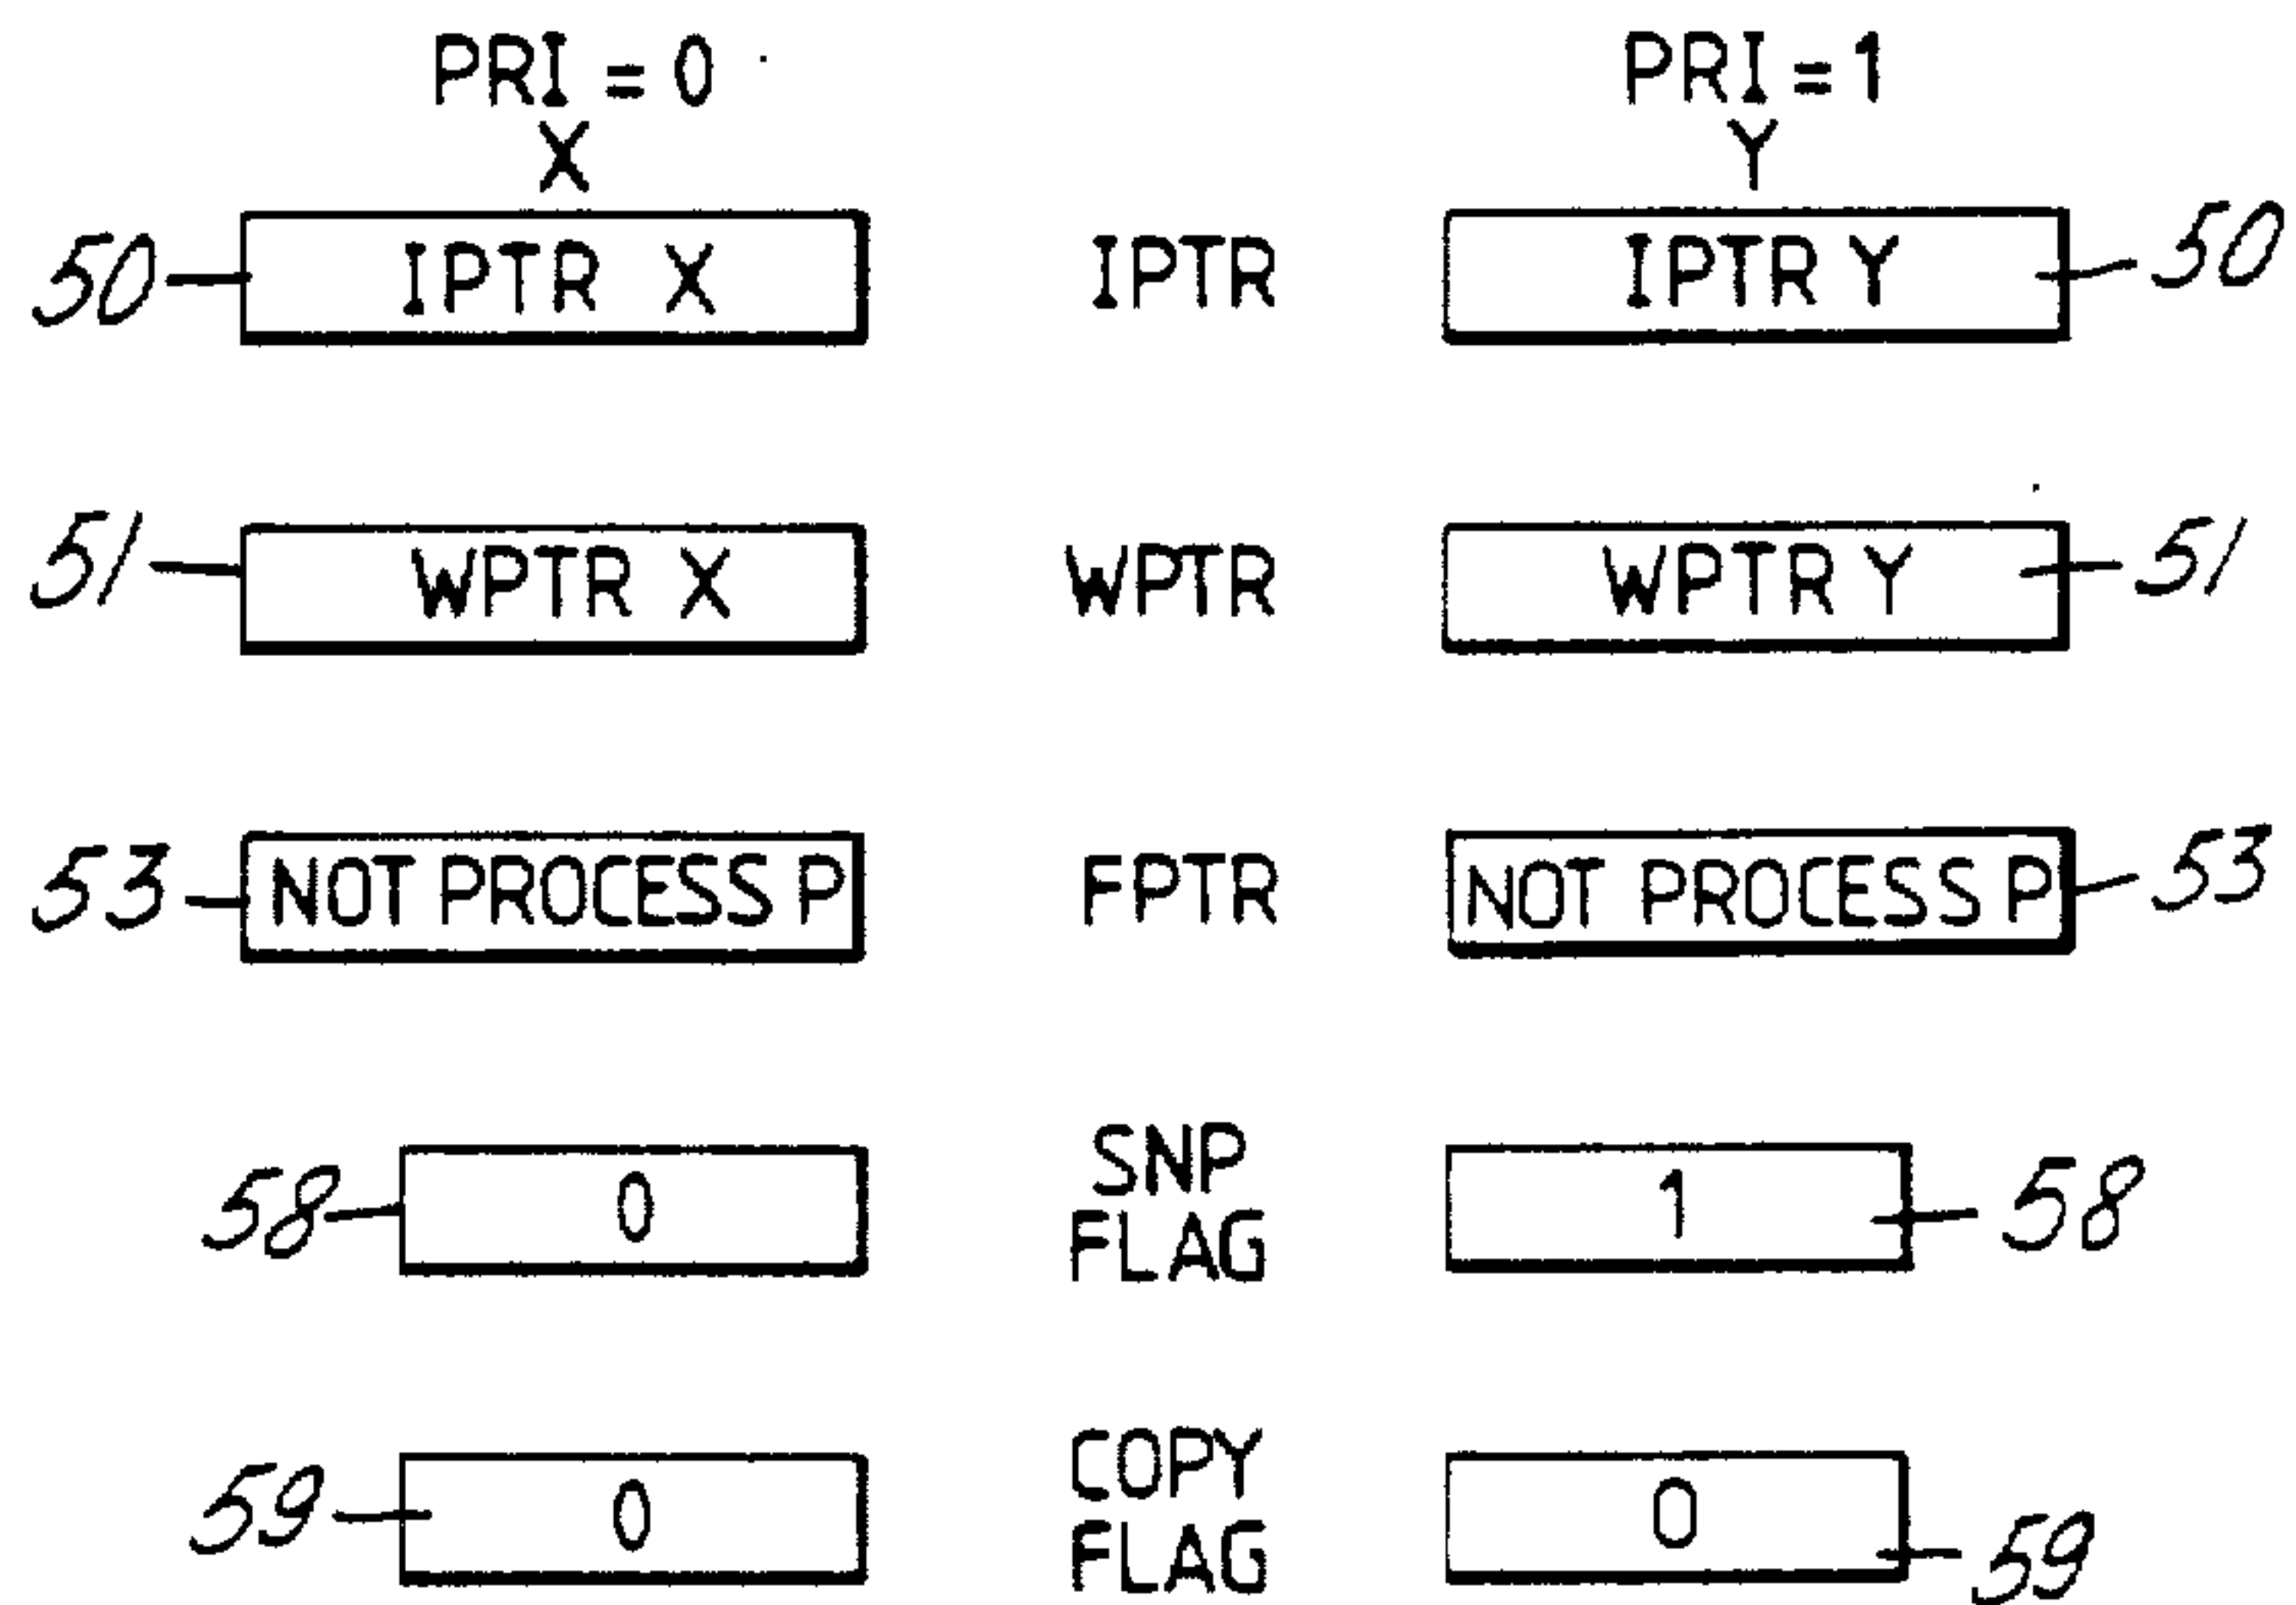 PRI = 0 PRI = 1
X Y
50 IPTR X IPTR IPTR Y 50
51 WPTR X WPTR WPTR Y 51
53 NOT PROCESS P FPTR NOT PROCESS P 53
58 0 SNP FLAG 1 58
59 0 COPY FLAG 0 59